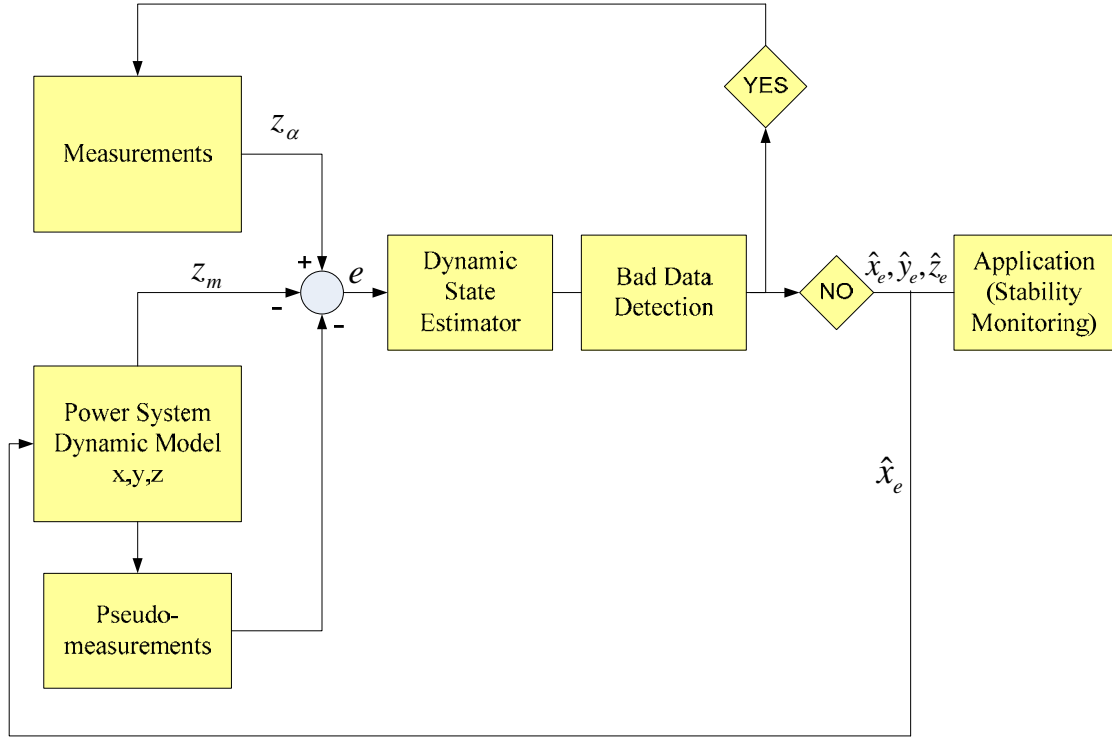 YES
Measurements
z_α
+
z_m
-
-
e
Dynamic
State
Estimator
Bad Data
Detection
NO
x̂_e, ŷ_e, ẑ_e
Application
(Stability
Monitoring)
Power System
Dynamic Model
x,y,z
x̂_e
Pseudo-
measurements